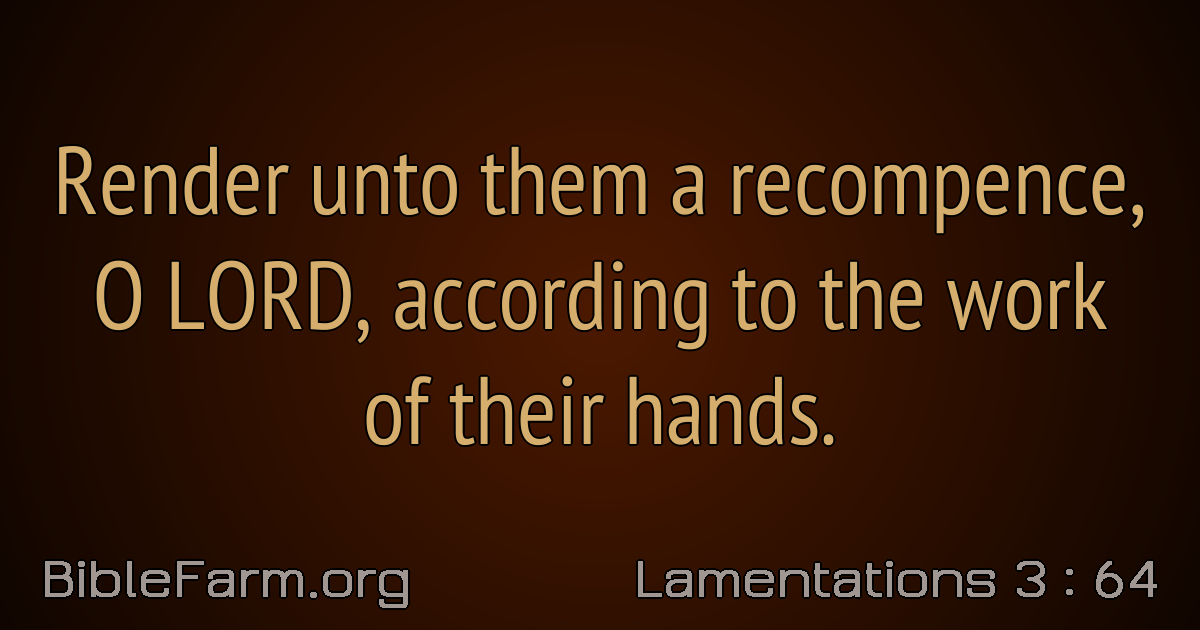 Render unto them a recompence,
O LORD, according to the work
of their hands.
BibleFarm.org
Lamentations 3 : 64